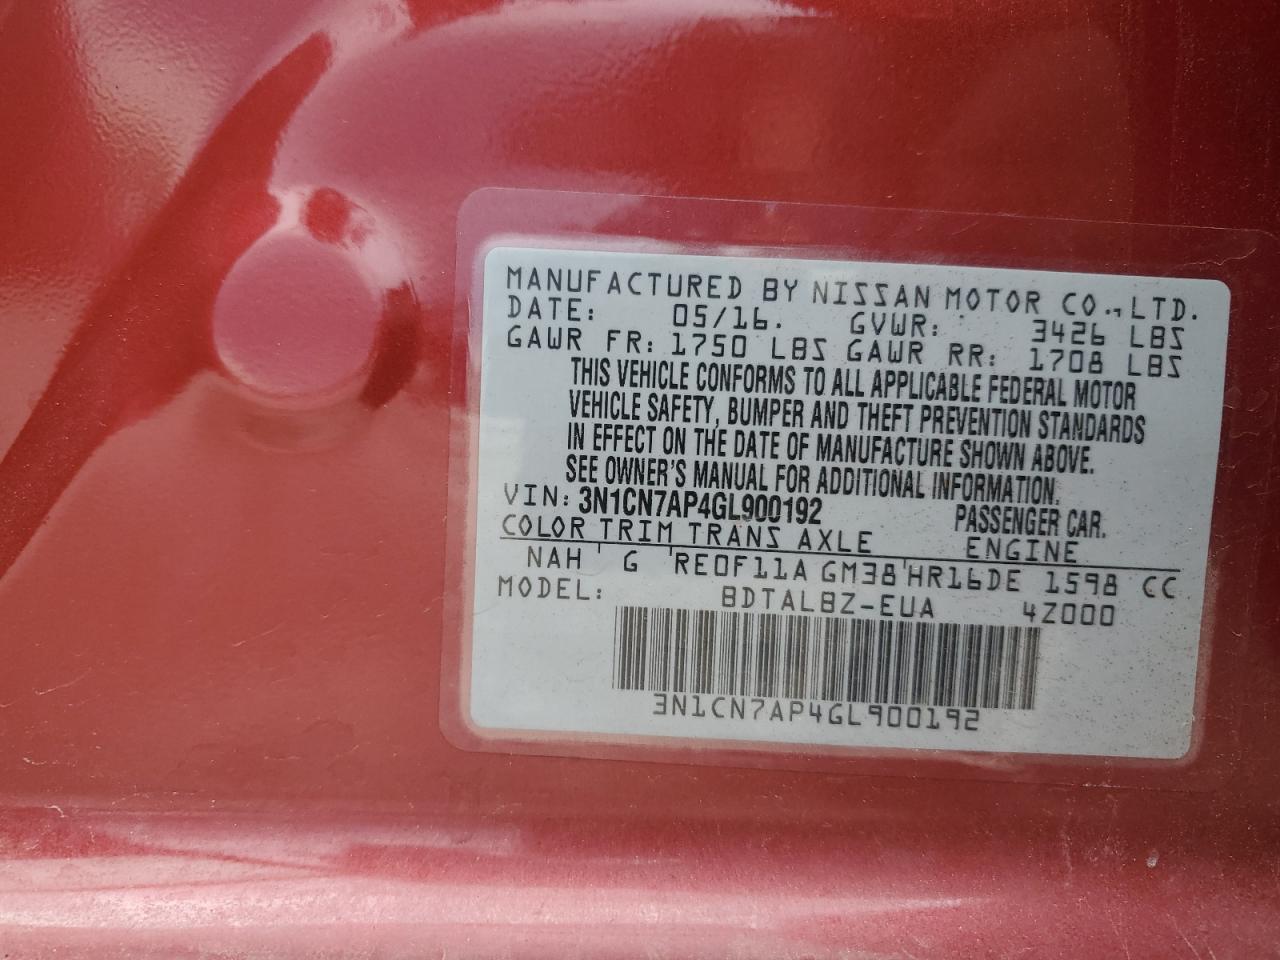 MANUFACTURED BY NISSAN MOTOR CO.,LTD.
DATE: 05/16. GVWR: 3426 LBS
GAWR FR: 1750 LBS GAWR RR: 1708 LBS
THIS VEHICLE CONFORMS TO ALL APPLICABLE FEDERAL MOTOR
VEHICLE SAFETY, BUMPER AND THEFT PREVENTION STANDARDS
IN EFFECT ON THE DATE OF MANUFACTURE SHOWN ABOVE.
SEE OWNER'S MANUAL FOR ADDITIONAL INFORMATION.
VIN: 3N1CN7AP4GL900192 PASSENGER CAR.
COLOR TRIM TRANS AXLE ENGINE
NAH G RE0F11A GM38 HR16DE 1598 CC
MODEL: BDTALBZ-EUA 4Z000
3N1CN7AP4GL900192